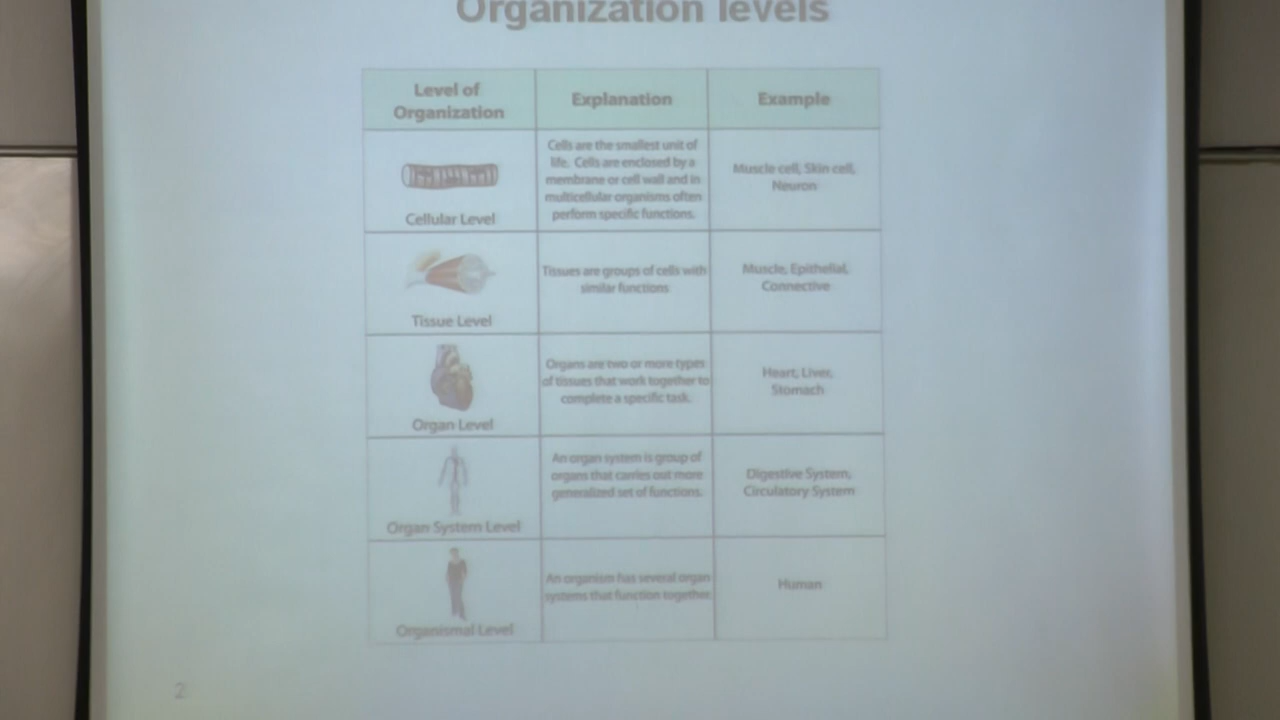 Organization levels
Level of
Organization
Explanation
Example
Cellular Level
Cells are the smallest unit of
life. Cells are enclosed by a
membrane or cell wall and in
multicellular organisms often
perform specific functions.
Muscle cell, Skin cell,
Neuron
Tissue Level
Tissues are groups of cells with
similar functions
Muscle, Epithelial,
Connective
Organ Level
Organs are two or more types
of tissues that work together to
complete a specific task.
Heart, Liver,
Stomach
Organ System Level
An organ system is group of
organs that carries out more
generalized set of functions.
Digestive System,
Circulatory System
Organismal Level
An organism has several organ
systems that function together.
Human
2